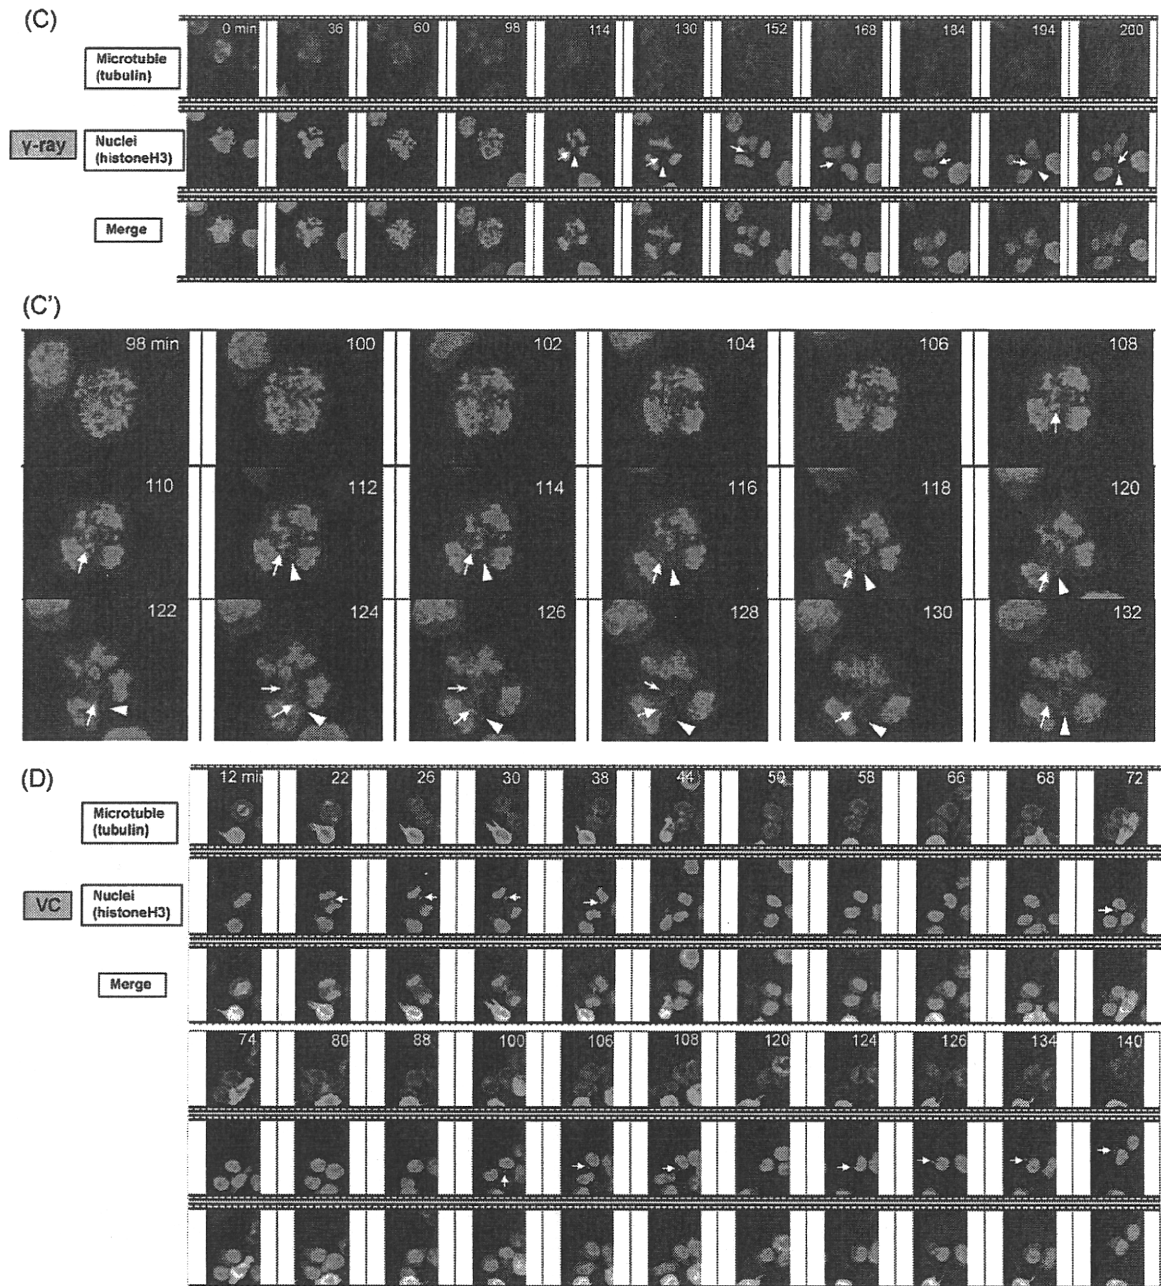 (C)
0 min 36 60 98 114 130 152 168 184 194 200
Microtuble
(tubulin)
γ-ray
Nuclei
(histoneH3)
Merge
(C')
98 min 100 102 104 106 108
110 112 114 116 118 120
122 124 126 128 130 132
(D)
12 min 22 26 30 38 44 50 58 66 68 72
Microtuble
(tubulin)
VC
Nuclei
(histoneH3)
Merge
74 80 88 100 106 108 120 124 126 134 140